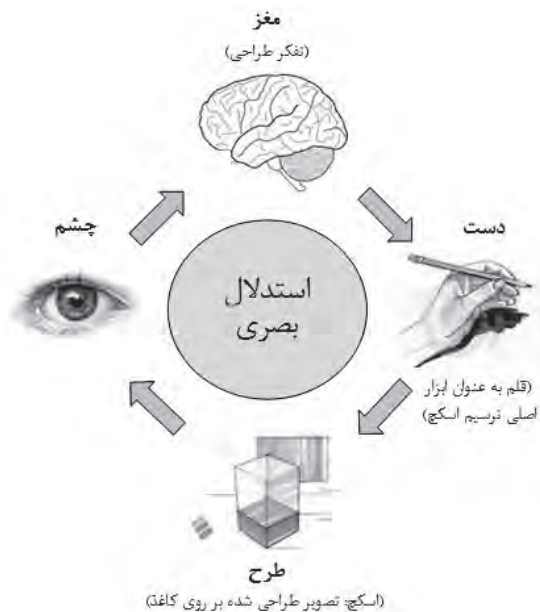 مغز
(تفکر طراحی)
دست
چشم
استدلال
بصری
(قلم به عنوان ابزار
اصلی ترسیم اسکچ)
طرح
(اسکچ: تصویر طراحی شده بر روی کاغذ)